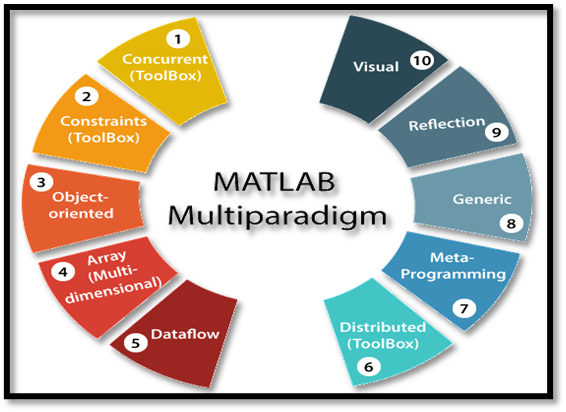 1
Concurrent
(ToolBox)
2
Constraints
(ToolBox)
3
Object-
oriented
4
Array
(Multi-
dimensional)
5
Dataflow
MATLAB
Multiparadigm
10
Visual
Reflection
9
Generic
8
Meta-
Programming
7
Distributed
(ToolBox)
6